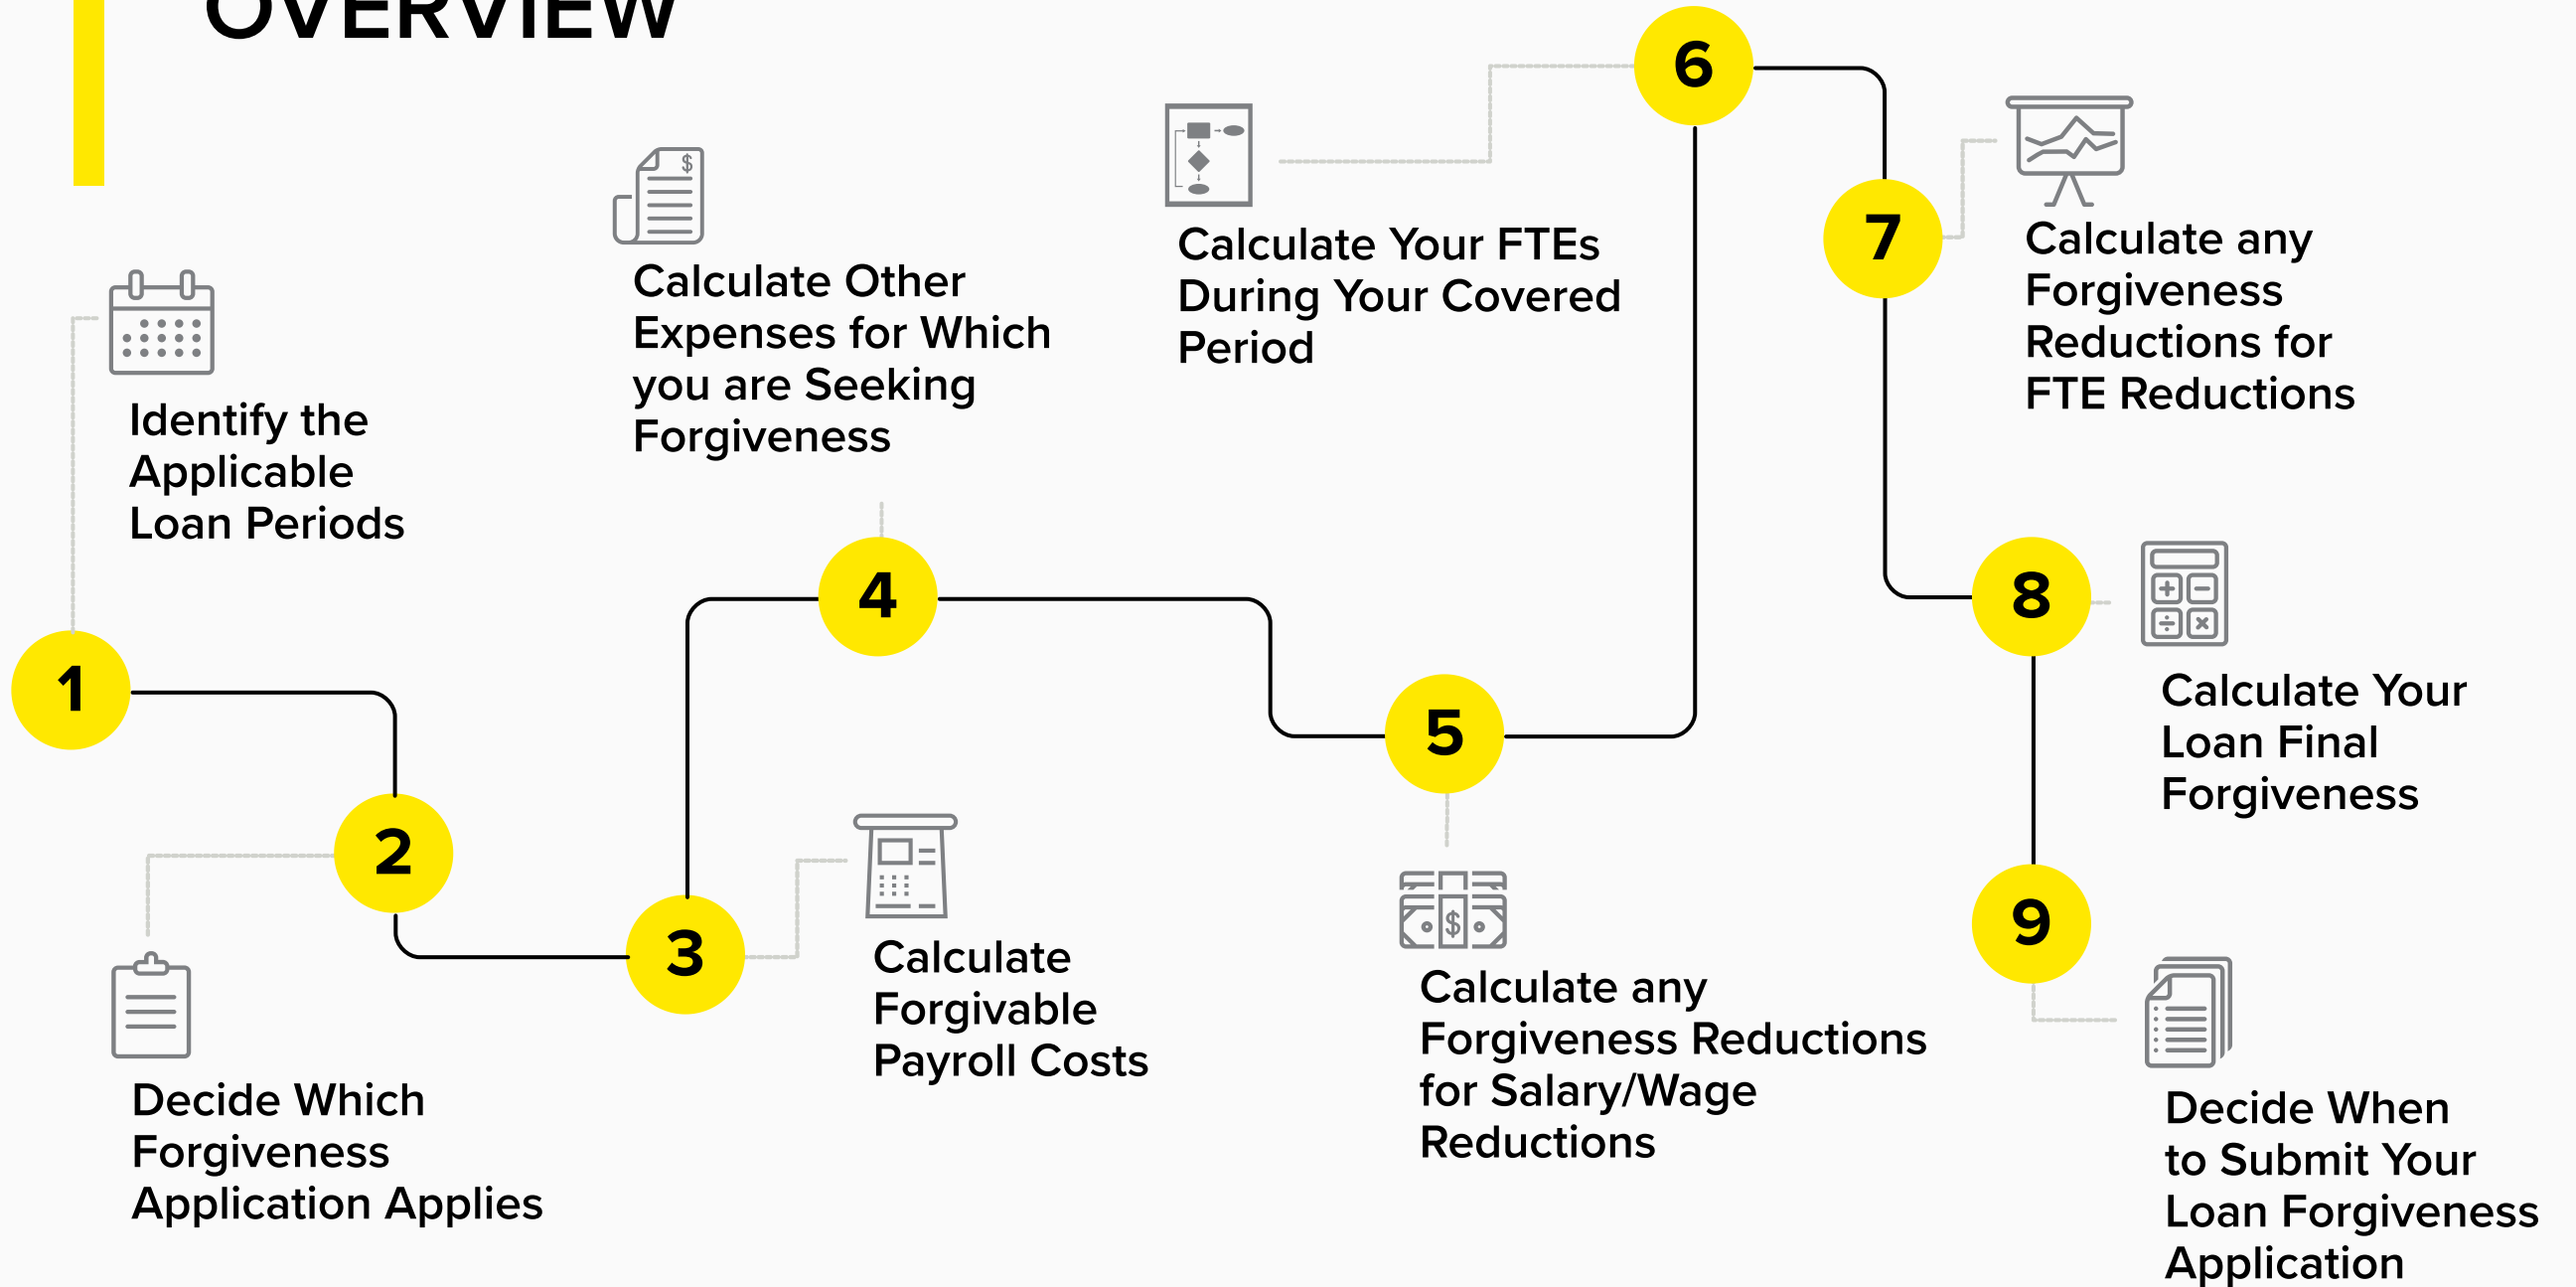 OVERVIEW
1
Identify the
Applicable
Loan Periods
2
Decide Which
Forgiveness
Application Applies
3
Calculate
Forgivable
Payroll Costs
4
$
Calculate Other
Expenses for Which
you are Seeking
Forgiveness
5
$
Calculate any
Forgiveness Reductions
for Salary/Wage
Reductions
6
Calculate Your FTEs
During Your Covered
Period
7
Calculate any
Forgiveness
Reductions for
FTE Reductions
8
+ −
÷ ×
Calculate Your
Loan Final
Forgiveness
9
Decide When
to Submit Your
Loan Forgiveness
Application